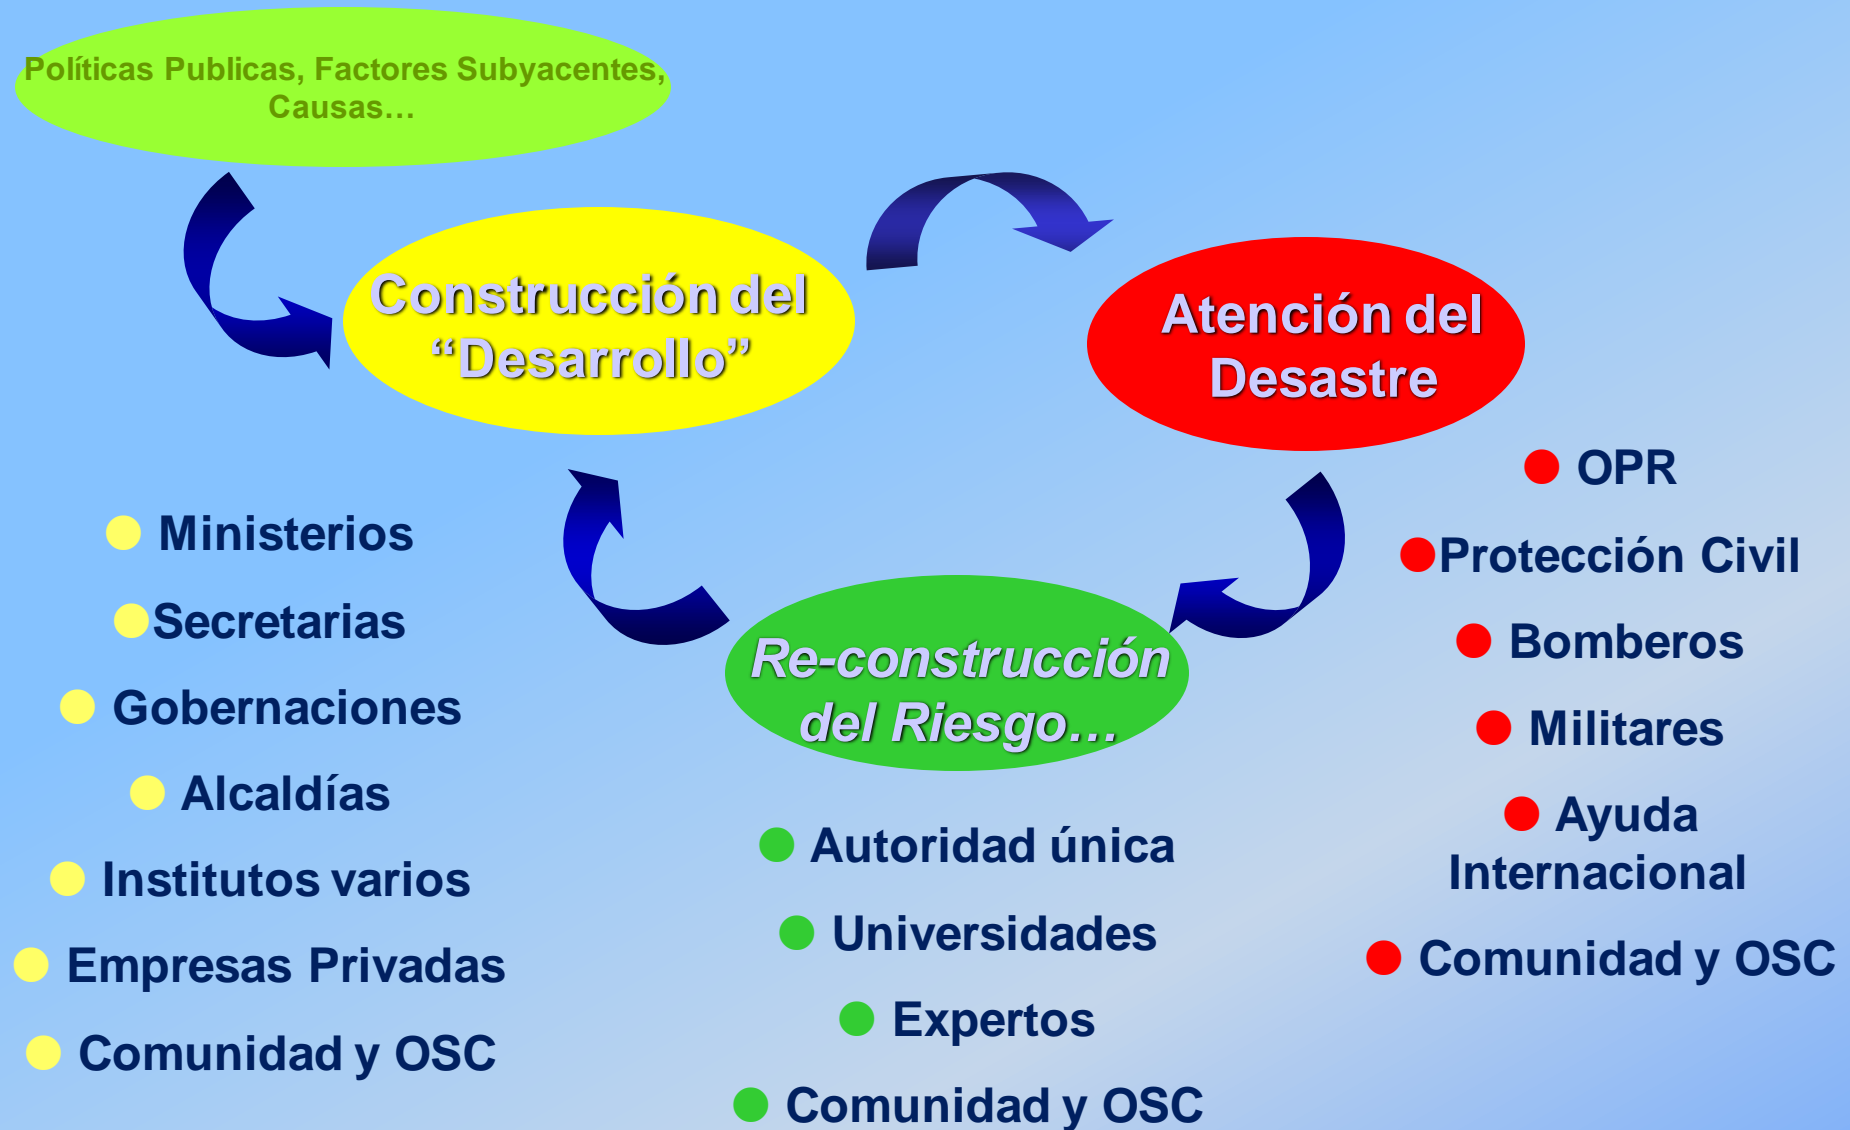 Políticas Publicas, Factores Subyacentes,
Causas…
Construcción del
“Desarrollo”
Atención del
Desastre
Re-construcción
del Riesgo…
Ministerios
Secretarias
Gobernaciones
Alcaldías
Institutos varios
Empresas Privadas
Comunidad y OSC
Autoridad única
Universidades
Expertos
Comunidad y OSC
OPR
Protección Civil
Bomberos
Militares
Ayuda
Internacional
Comunidad y OSC